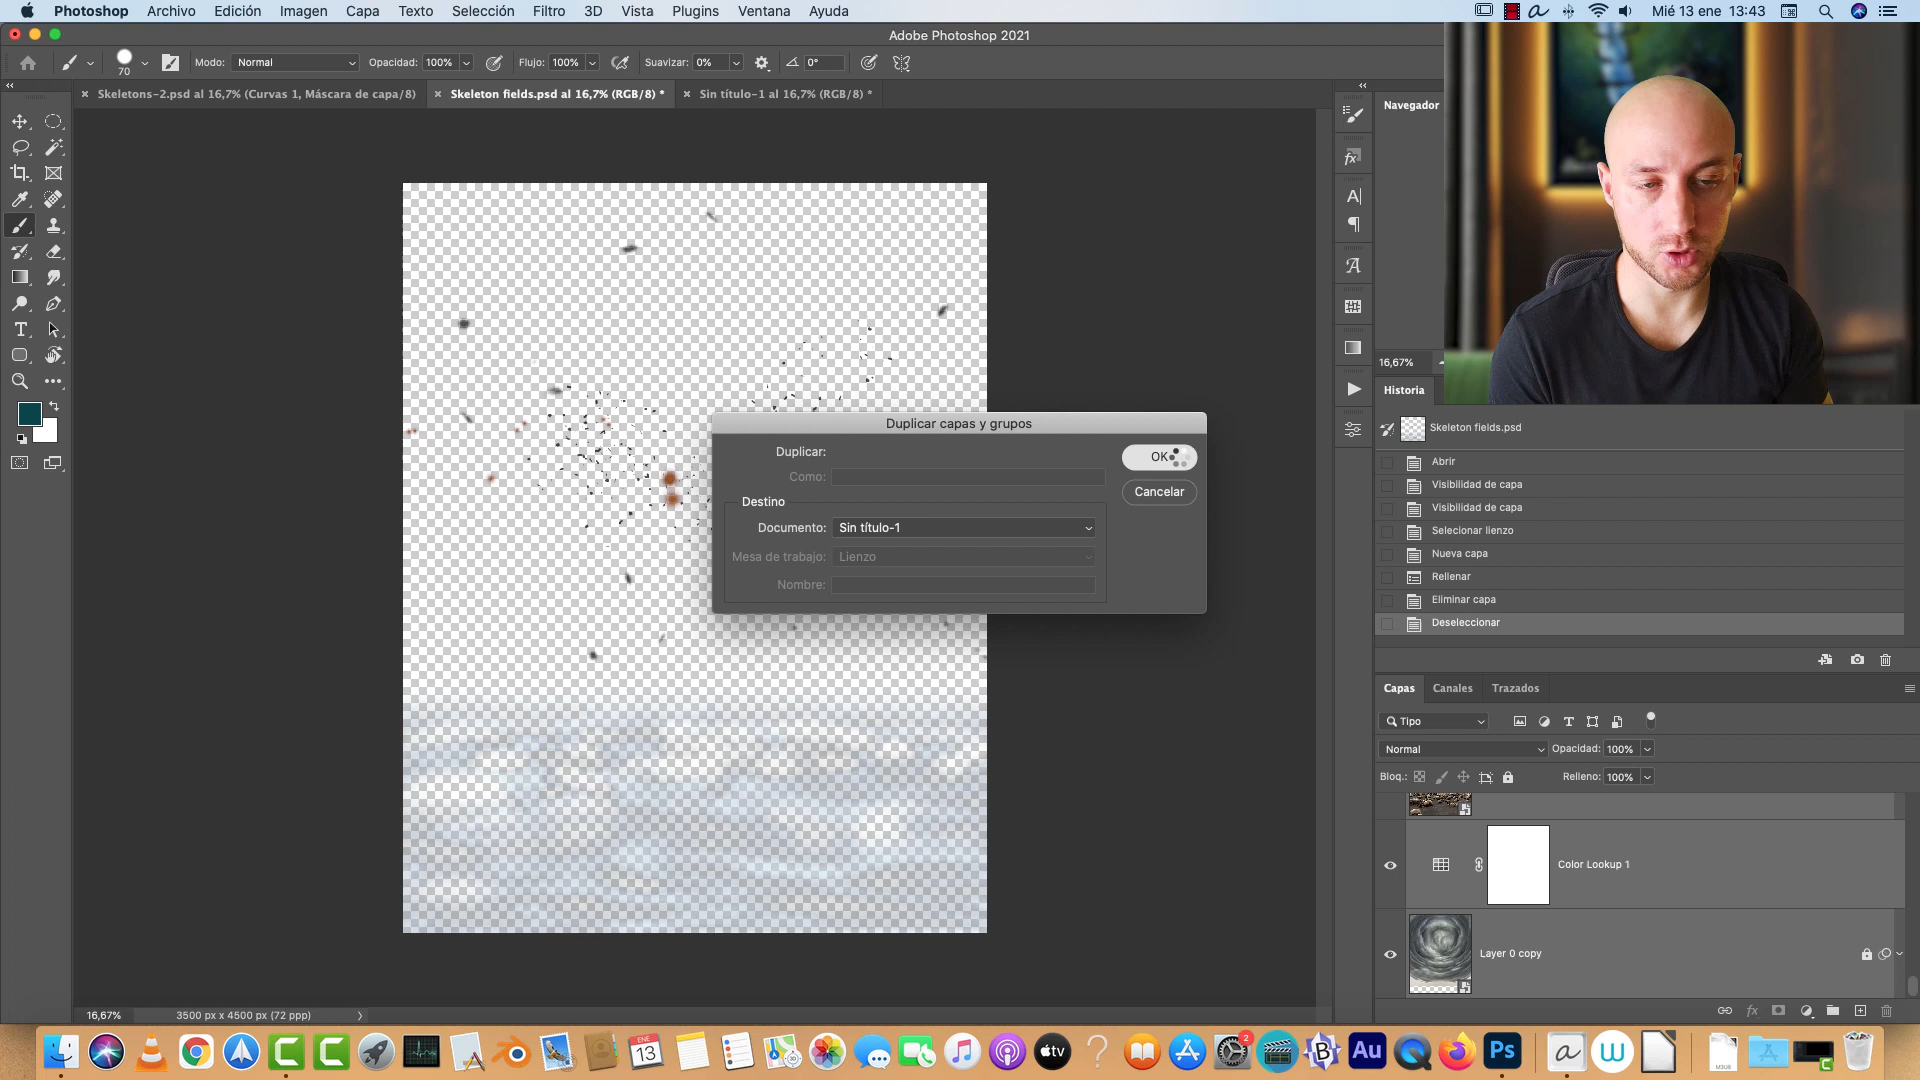 Photoshop Archivo Edición Imagen Capa Texto Selección Filtro 3D Vista Plugins Ventana Ayuda Mié 13 ene 13:43
Adobe Photoshop 2021
70 Modo: Normal Opacidad: 100% Flujo: 100% Suavizar: 0% 0°
Skeletons-2.psd al 16,7% (Curvas 1, Máscara de capa/8) Skeleton fields.psd al 16,7% (RGB/8) * Sin título-1 al 16,7% (RGB/8) *
Navegador
16,67%
Historia
Skeleton fields.psd
Abrir
Visibilidad de capa
Visibilidad de capa
Selecionar lienzo
Nueva capa
Rellenar
Eliminar capa
Deseleccionar
Duplicar capas y grupos
Duplicar:
Como:
Destino
Documento: Sin título-1
Mesa de trabajo: Lienzo
Nombre:
OK
Cancelar
Capas Canales Trazados
Tipo
Normal Opacidad: 100%
Bloq.: Relleno: 100%
Color Lookup 1
Layer 0 copy
16,67% 3500 px x 4500 px (72 ppp)
ENE
13
tv
2
Au
Ps
M3U8